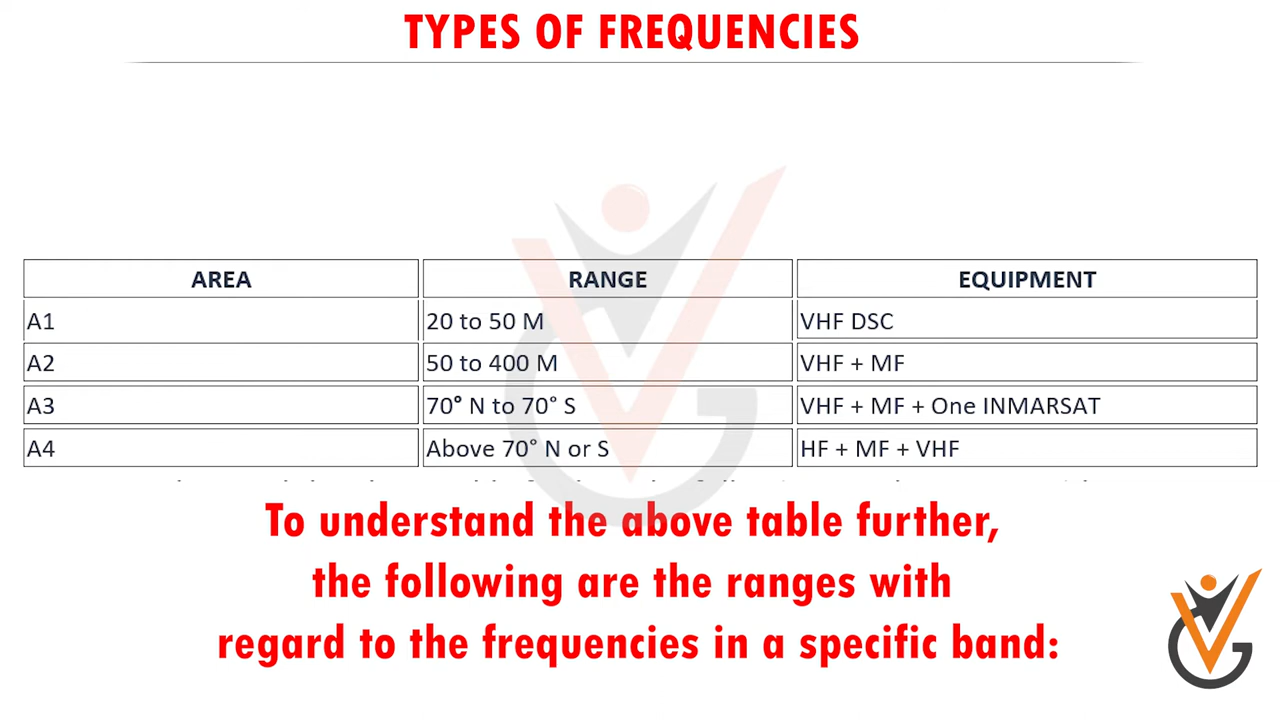 TYPES OF FREQUENCIES
AREA RANGE EQUIPMENT
A1 20 to 50 M VHF DSC
A2 50 to 400 M VHF + MF
A3 70° N to 70° S VHF + MF + One INMARSAT
A4 Above 70° N or S HF + MF + VHF
To understand the above table further,
the following are the ranges with
regard to the frequencies in a specific band: